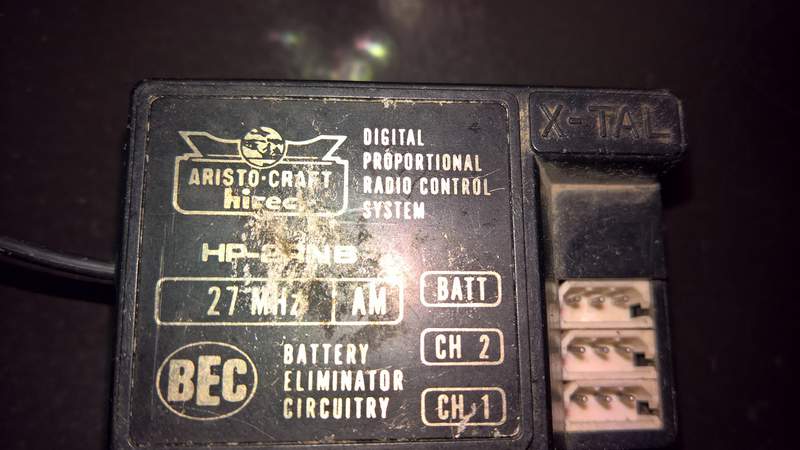 ARISTO-CRAFT
hitec
DIGITAL
PROPORTIONAL
RADIO CONTROL
SYSTEM
X-TAL
27 MHz AM
BATT
CH 2
CH 1
BEC
BATTERY
ELIMINATOR
CIRCUITRY